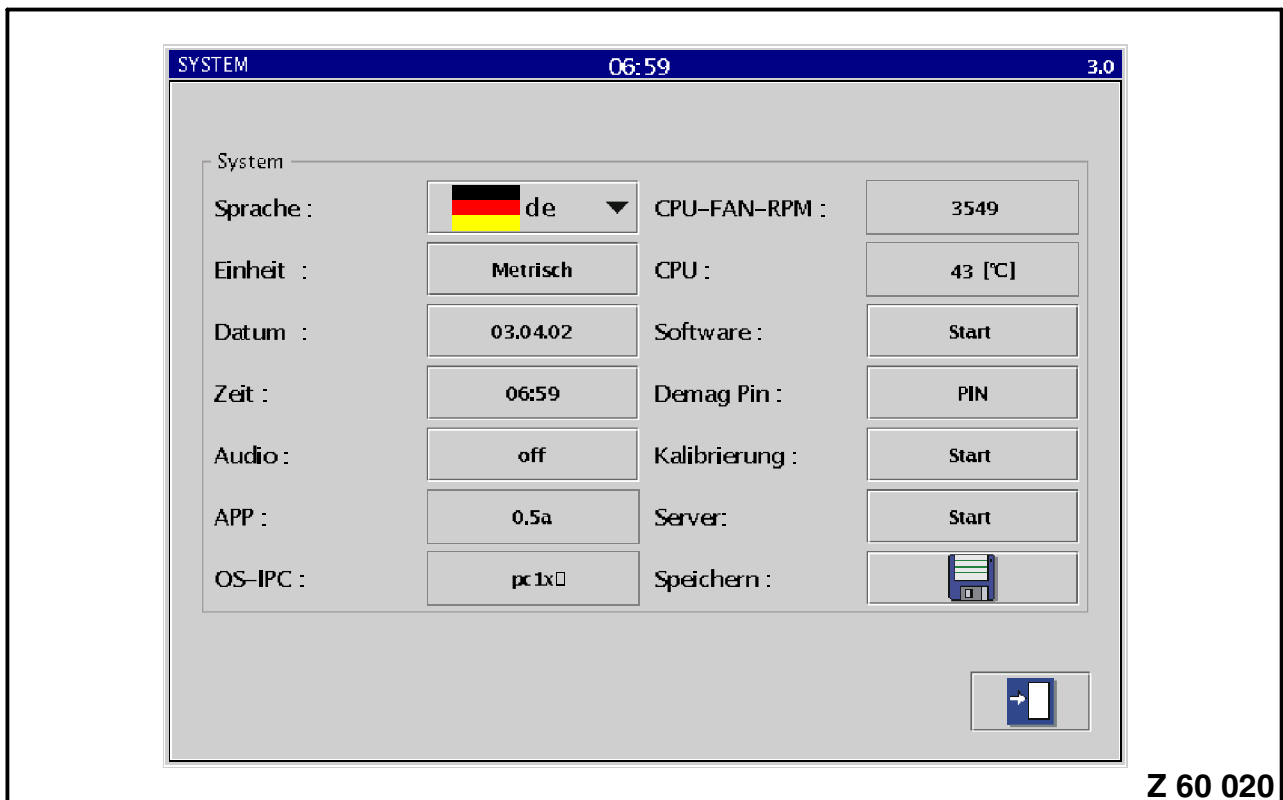 SYSTEM 06:59 3.0
System
Sprache : de CPU-FAN-RPM : 3549
Einheit : Metrisch CPU : 43 [°C]
Datum : 03.04.02 Software : Start
Zeit : 06:59 Demag Pin : PIN
Audio : off Kalibrierung : Start
APP : 0.5a Server: Start
OS-IPC : pc1x▯ Speichern :
Z 60 020